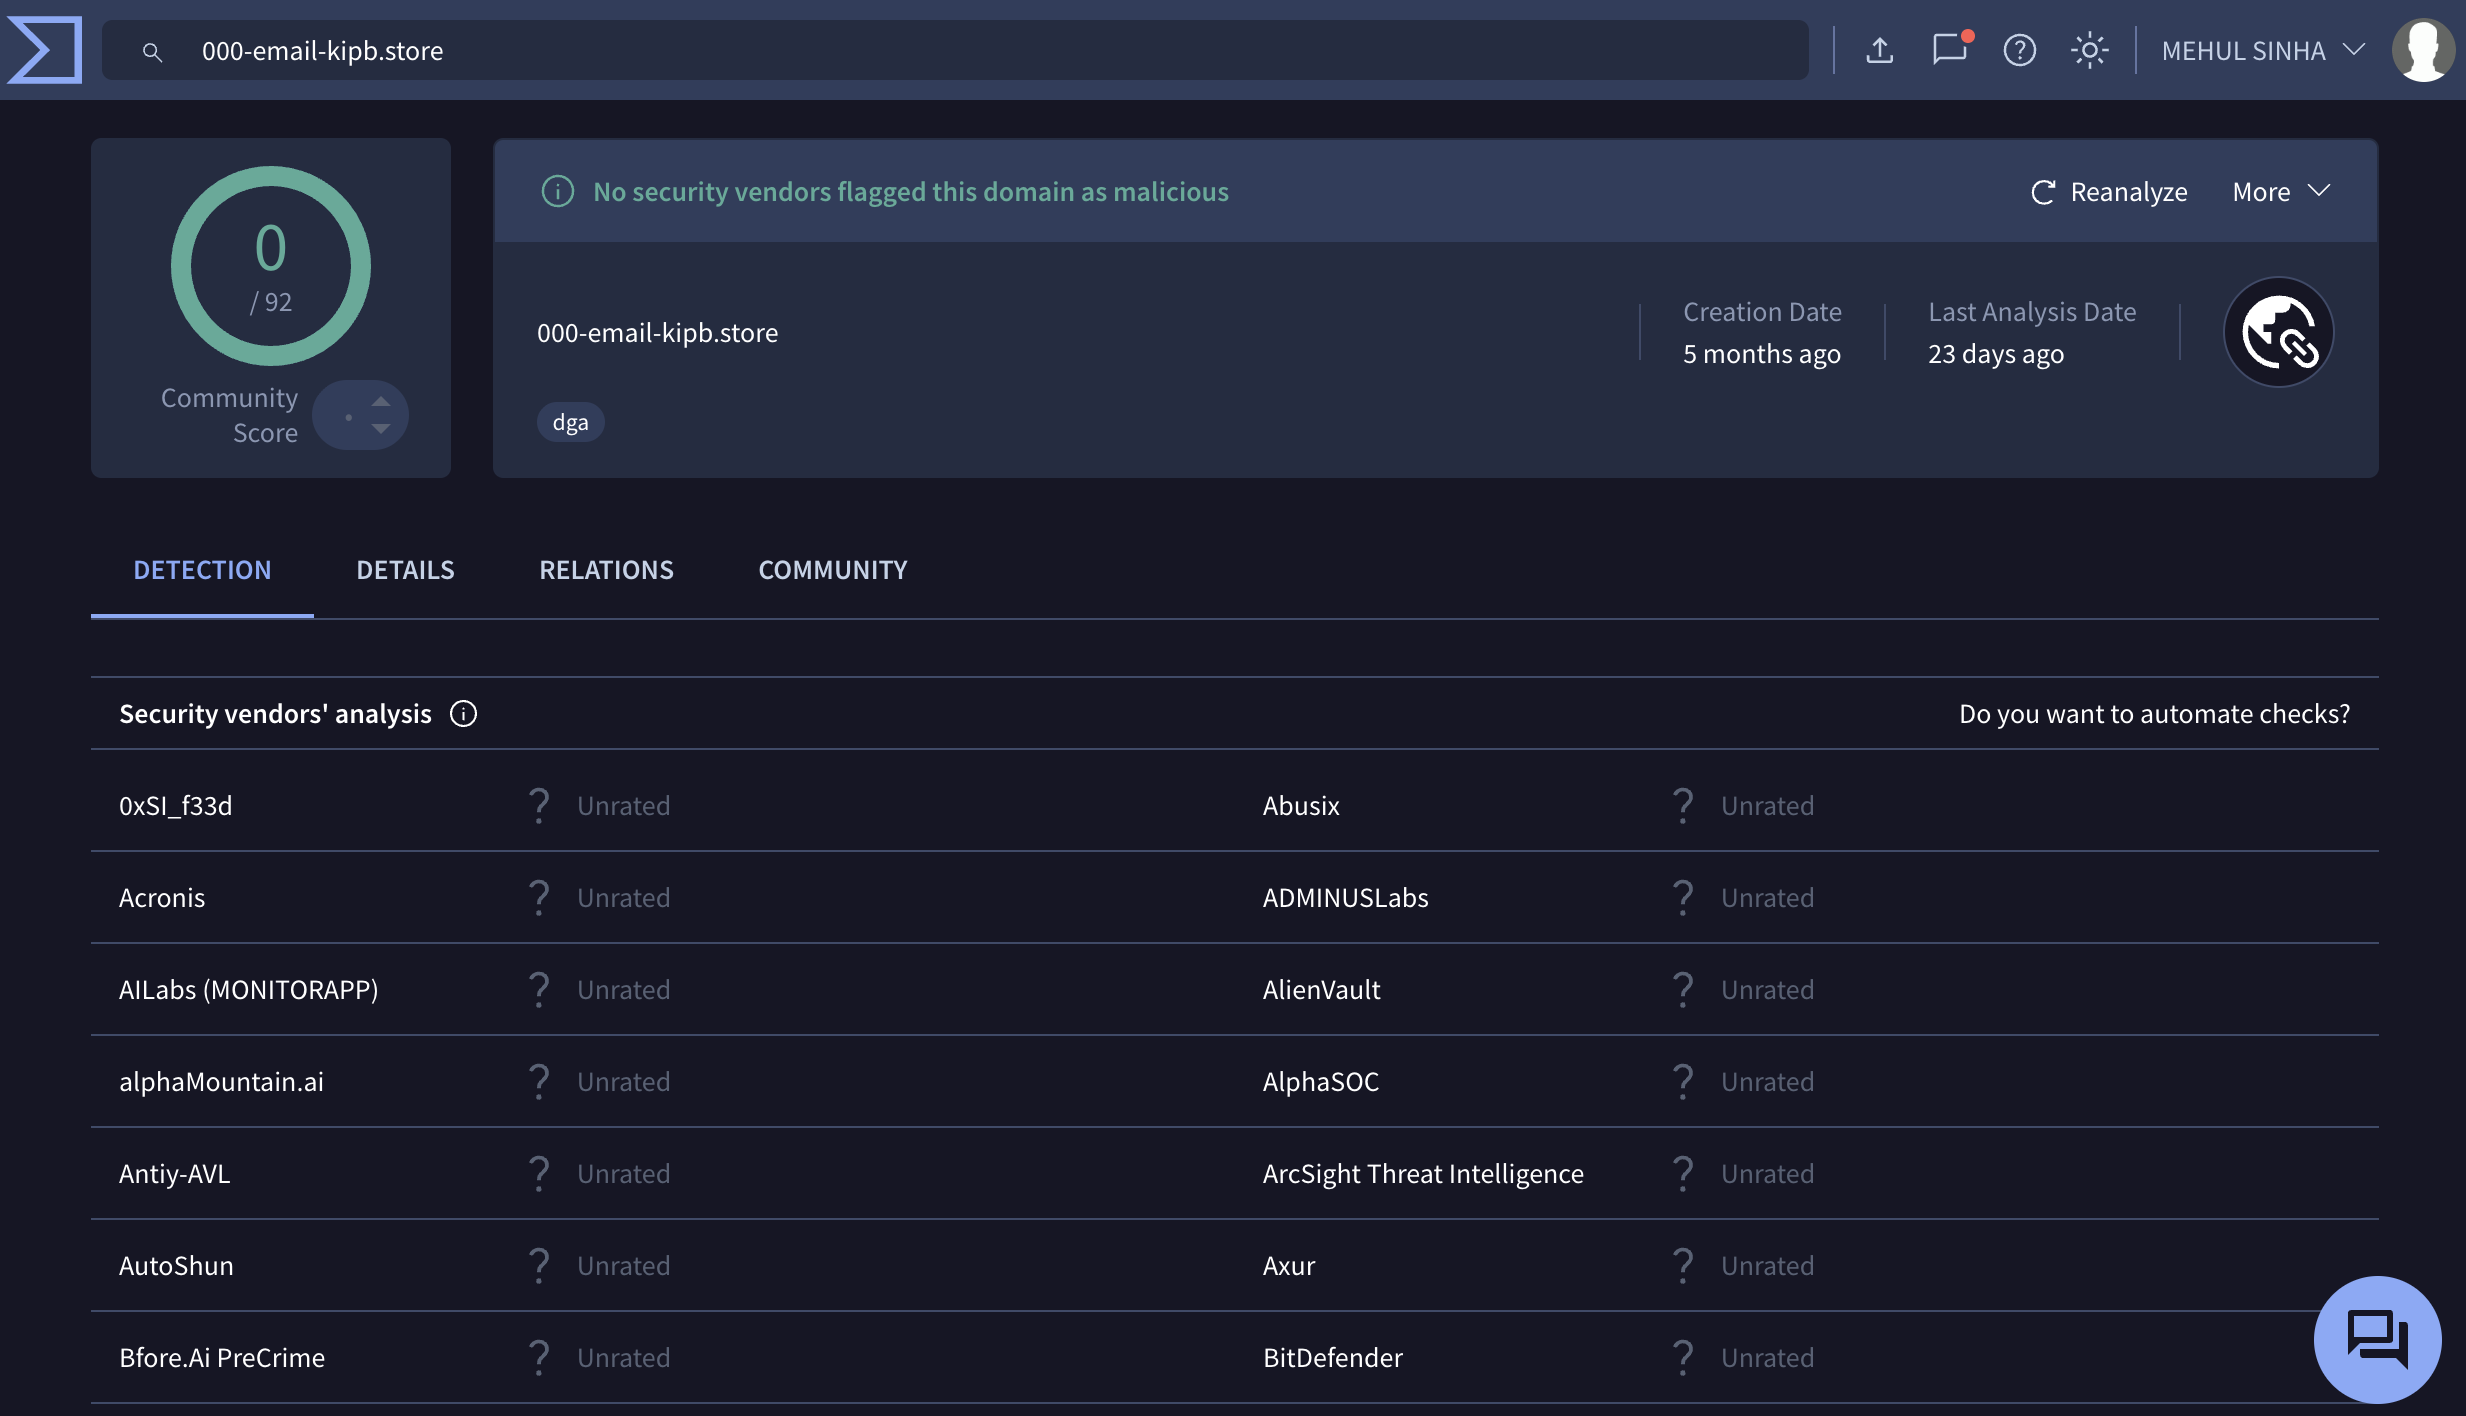 000-email-kipb.store
MEHUL SINHA
0
/ 92
Community Score
No security vendors flagged this domain as malicious
Reanalyze
More
000-email-kipb.store
Creation Date
5 months ago
Last Analysis Date
23 days ago
dga
DETECTION
DETAILS
RELATIONS
COMMUNITY
Security vendors' analysis
Do you want to automate checks?
0xSI_f33d ? Unrated
Abusix ? Unrated
Acronis ? Unrated
ADMINUSLabs ? Unrated
AILabs (MONITORAPP) ? Unrated
AlienVault ? Unrated
alphaMountain.ai ? Unrated
AlphaSOC ? Unrated
Antiy-AVL ? Unrated
ArcSight Threat Intelligence ? Unrated
AutoShun ? Unrated
Axur ? Unrated
Bfore.Ai PreCrime ? Unrated
BitDefender ? Unrated